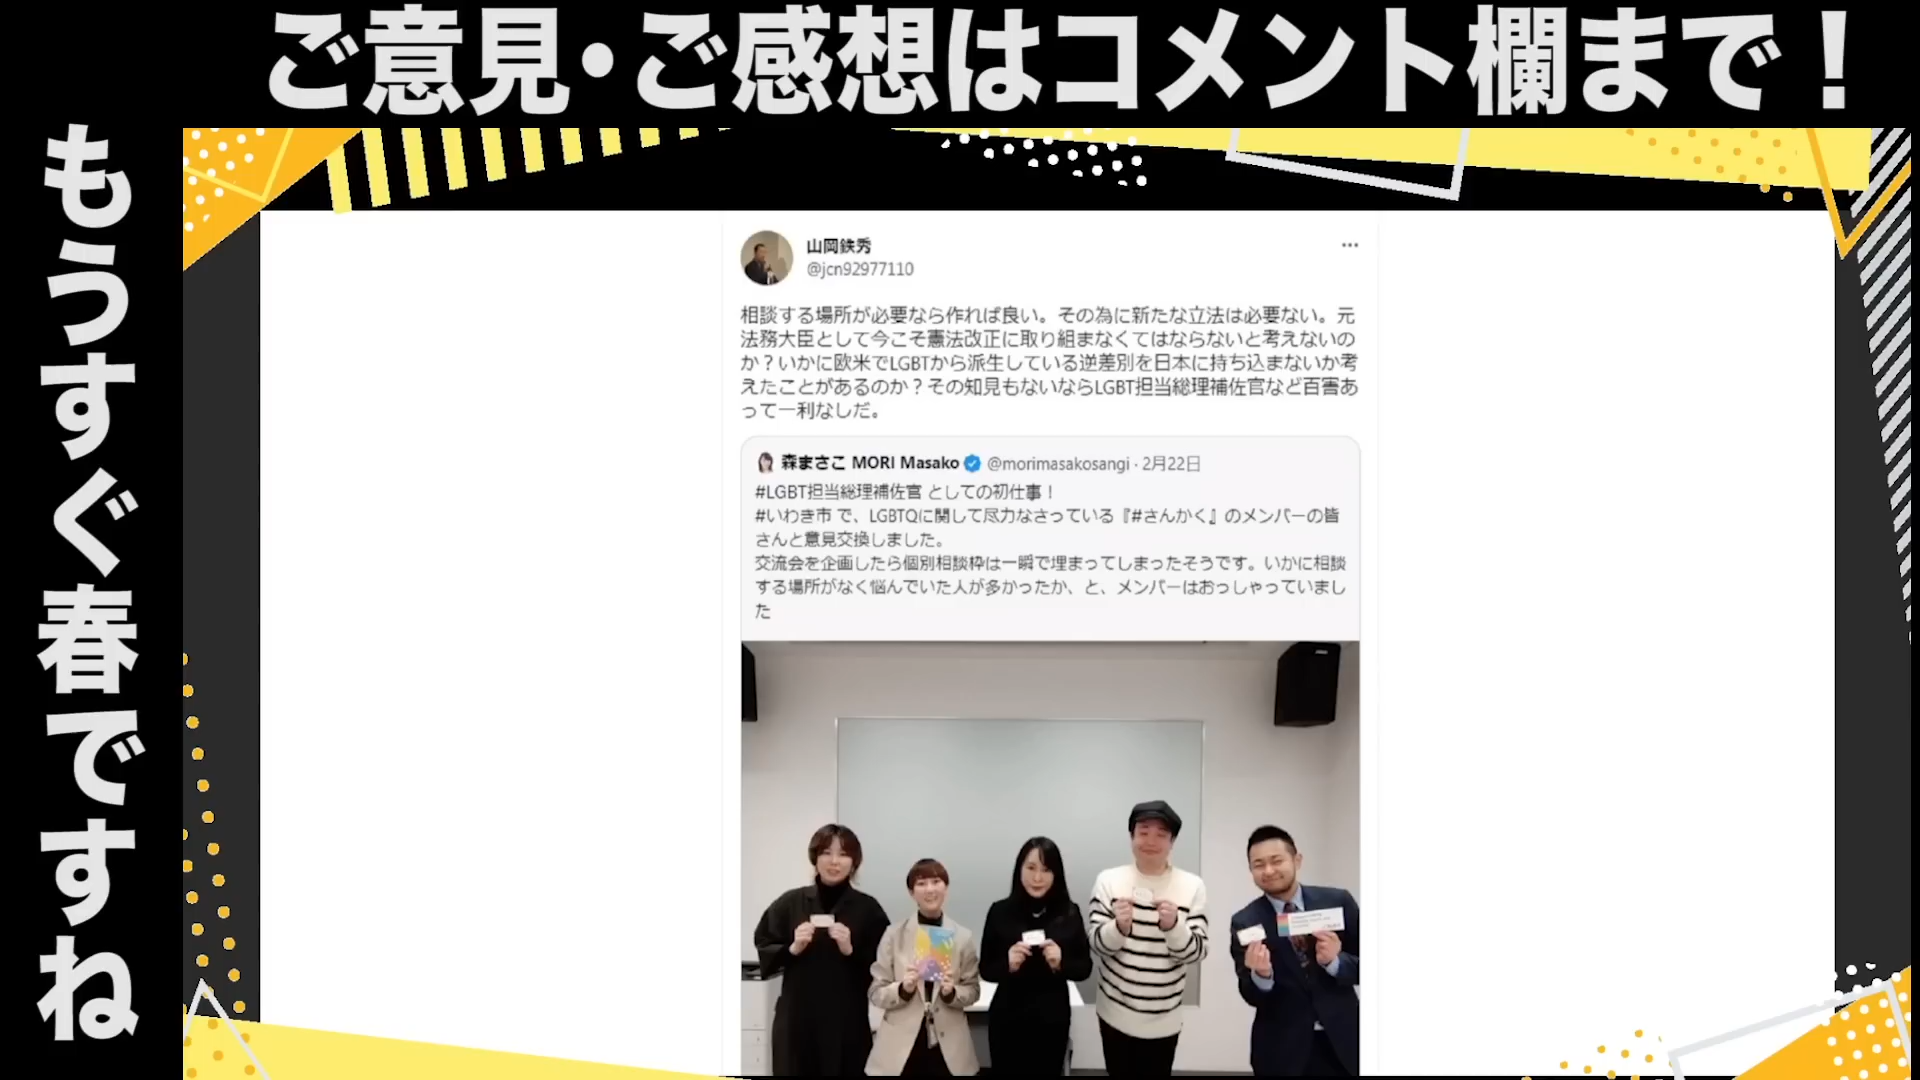 ご意見・ご感想はコメント欄まで！
もうすぐ春ですね
山岡鉄秀
@jcn92977110
相談する場所が必要なら作れば良い。その為に新たな立法は必要ない。元
法務大臣として今こそ憲法改正に取り組まなくてはならないと考えないの
か？いかに欧米でLGBTから派生している逆差別を日本に持ち込まないか考
えたことがあるのか？その知見もないならLGBT担当総理補佐官など百害あ
って一利なしだ。
森まさこ MORI Masako @morimasakosangi · 2月22日
#LGBT担当総理補佐官 としての初仕事！
#いわき市 で、LGBTQに関して尽力なさっている『#さんかく』のメンバーの皆
さんと意見交換しました。
交流会を企画したら個別相談枠は一瞬で埋まってしまったそうです。いかに相談
する場所がなく悩んでいた人が多かったか、と、メンバーはおっしゃっていまし
た